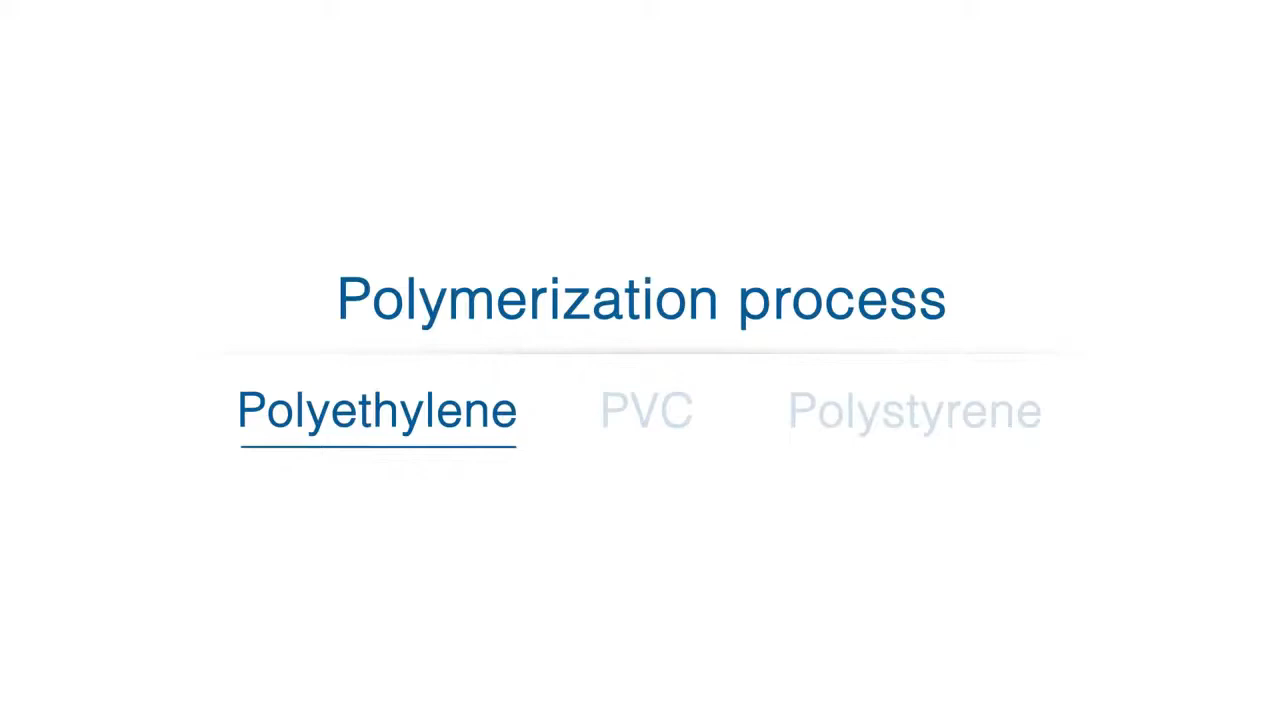 Polymerization process
Polyethylene PVC Polystyrene